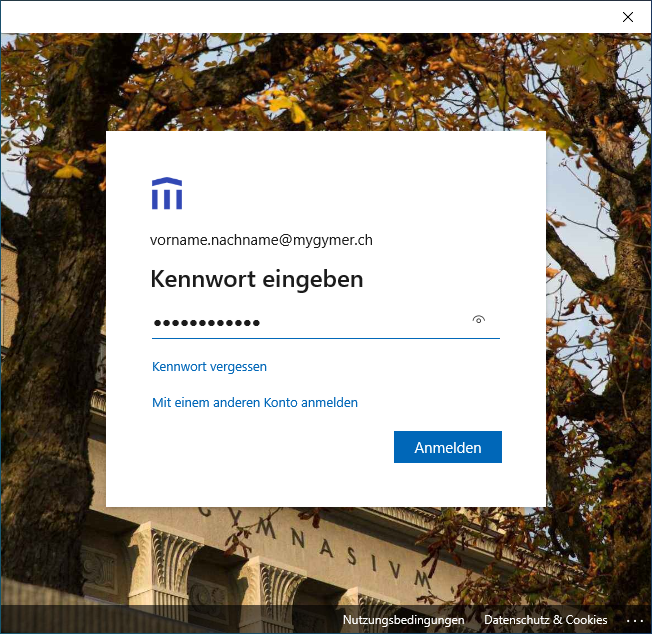 vorname.nachname@mygymer.ch
Kennwort eingeben
••••••••••••
Kennwort vergessen
Mit einem anderen Konto anmelden
Anmelden
GYMNASIVM
Nutzungsbedingungen Datenschutz & Cookies ...